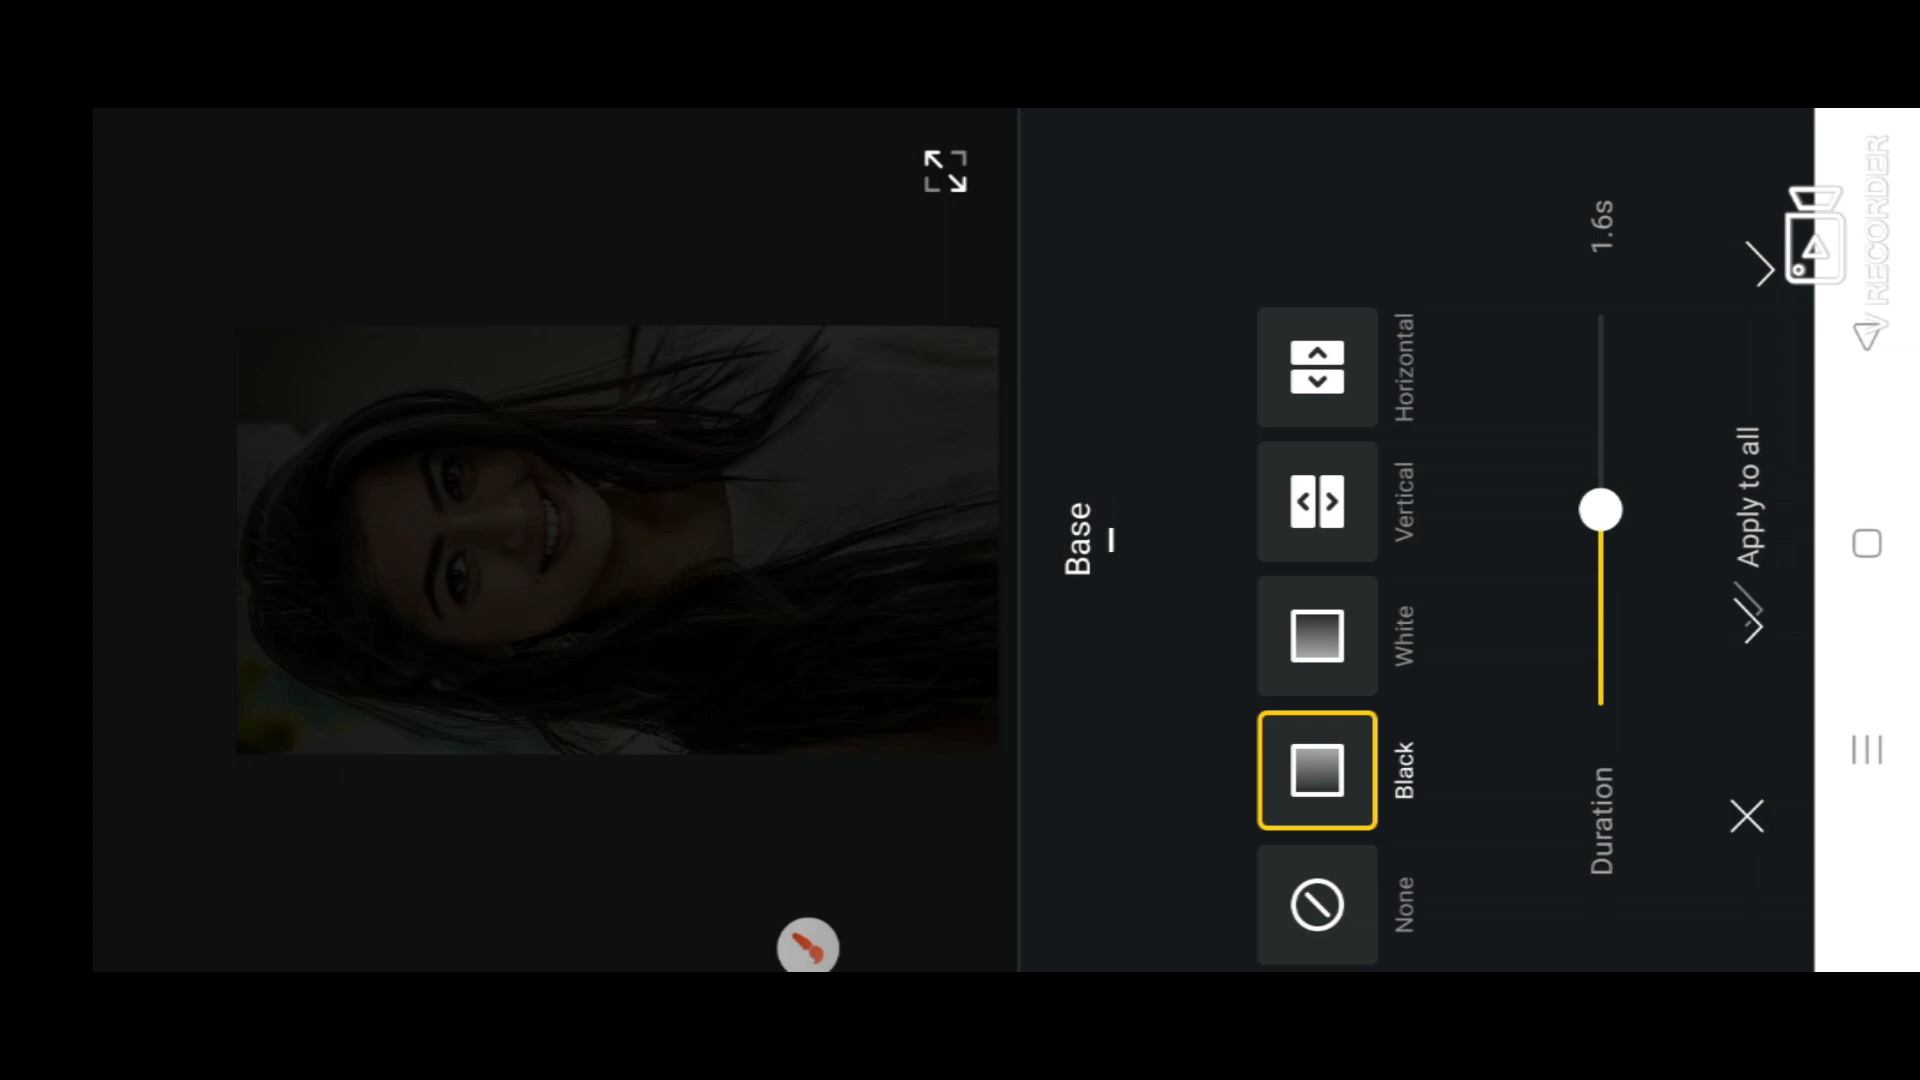 Base
None
Black
White
Vertical
Horizontal
Duration
1.6s
Apply to all
V RECORDER